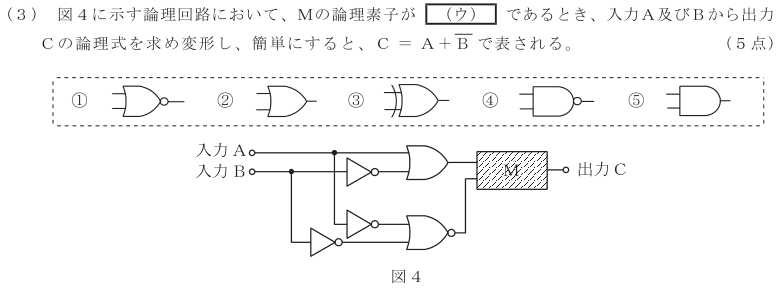 (3) 図4に示す論理回路において、Mの論理素子が (ウ) であるとき、入力A及びBから出力
Cの論理式を求め変形し、簡単にすると、C = A+B̅ で表される。 (5点)
① ② ③ ④ ⑤
入力A
入力B
M
出力C
図4